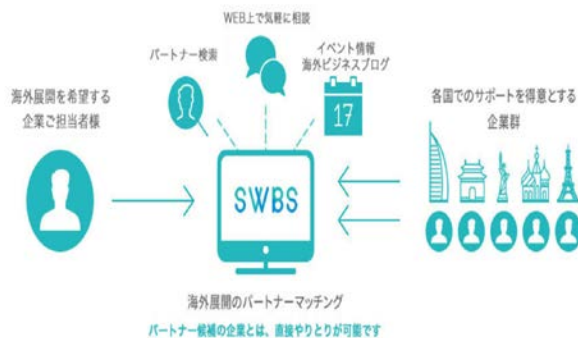 WEB上で気軽に相談
パートナー検索
イベント情報
海外ビジネスブログ
海外展開を希望する
企業ご担当者様
17
各国でのサポートを得意とする
企業群
SWBS
海外展開のパートナーマッチング
パートナー候補の企業とは、直接やりとりが可能です